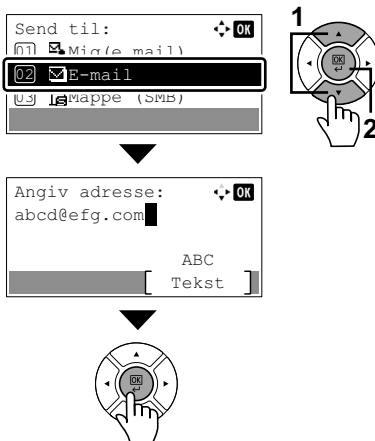 Send til: OK
01 Mig(e mail)
02 E-mail
03 Mappe (SMB)
1
OK
2
Angiv adresse: OK
abcd@efg.com
ABC
[ Tekst ]
OK